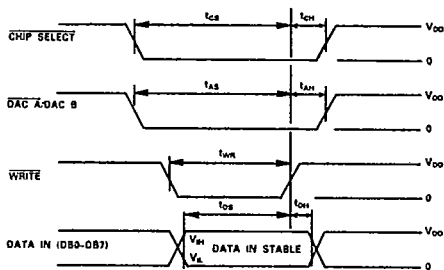 tCS tCH VDD
CHIP SELECT 0
tAS tAH VDD
DAC A/DAC B 0
tWR VDD
WRITE 0
tDS tDH VDD
DATA IN (DB0-DB7) VIH DATA IN STABLE
VIL 0